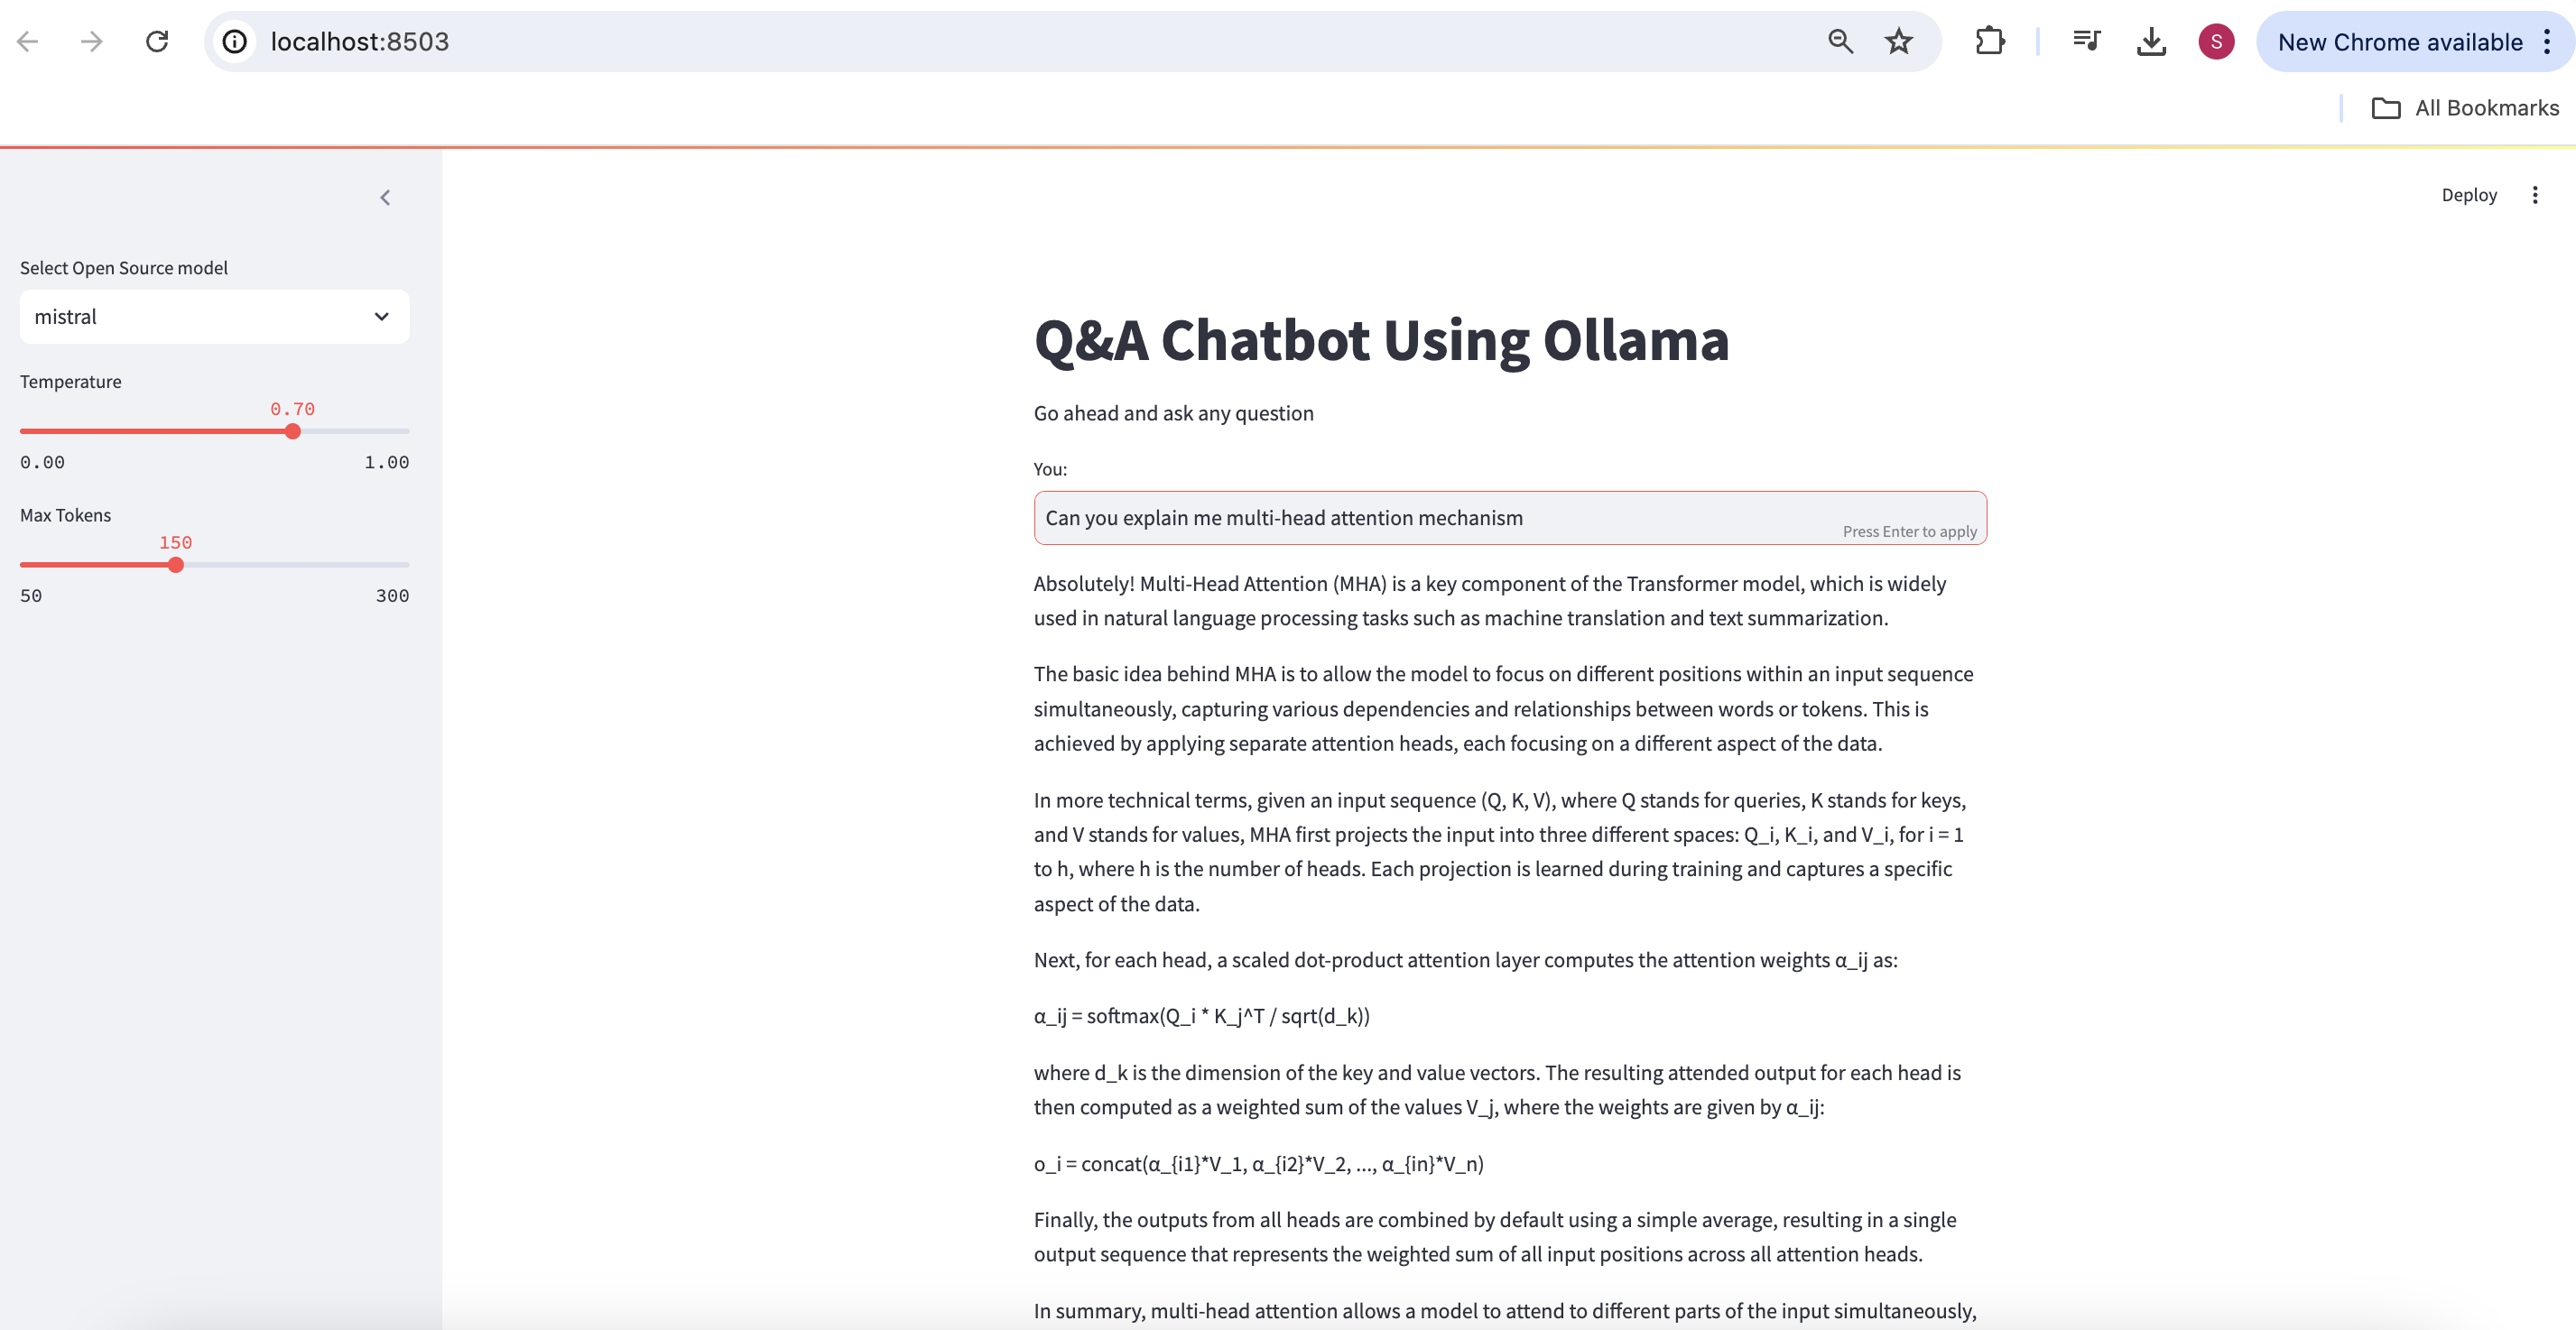 localhost:8503
S
New Chrome available
All Bookmarks
Deploy
Select Open Source model
mistral
Temperature
0.70
0.00 1.00
Max Tokens
150
50 300
Q&A Chatbot Using Ollama
Go ahead and ask any question
You:
Can you explain me multi-head attention mechanism
Press Enter to apply
Absolutely! Multi-Head Attention (MHA) is a key component of the Transformer model, which is widely
used in natural language processing tasks such as machine translation and text summarization.
The basic idea behind MHA is to allow the model to focus on different positions within an input sequence
simultaneously, capturing various dependencies and relationships between words or tokens. This is
achieved by applying separate attention heads, each focusing on a different aspect of the data.
In more technical terms, given an input sequence (Q, K, V), where Q stands for queries, K stands for keys,
and V stands for values, MHA first projects the input into three different spaces: Q_i, K_i, and V_i, for i = 1
to h, where h is the number of heads. Each projection is learned during training and captures a specific
aspect of the data.
Next, for each head, a scaled dot-product attention layer computes the attention weights α_ij as:
α_ij = softmax(Q_i * K_j^T / sqrt(d_k))
where d_k is the dimension of the key and value vectors. The resulting attended output for each head is
then computed as a weighted sum of the values V_j, where the weights are given by α_ij:
o_i = concat(α_{i1}*V_1, α_{i2}*V_2, ..., α_{in}*V_n)
Finally, the outputs from all heads are combined by default using a simple average, resulting in a single
output sequence that represents the weighted sum of all input positions across all attention heads.
In summary, multi-head attention allows a model to attend to different parts of the input simultaneously,